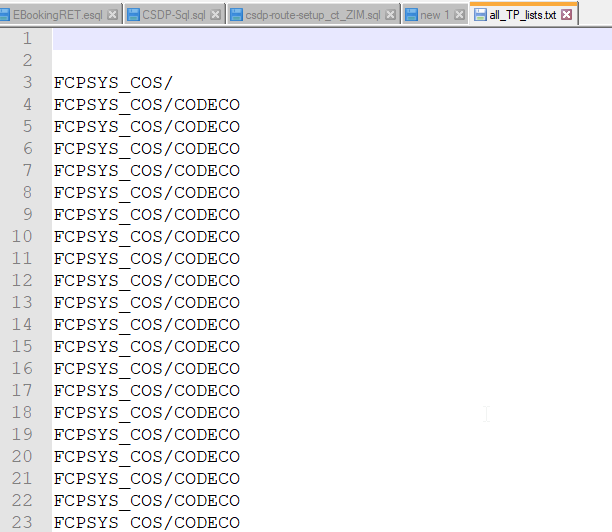 EBookingRET.esql CSDP-Sql.sql csdp-route-setup_ct_ZIM.sql new 1 all_TP_lists.txt
1
2
3 FCPSYS_COS/
4 FCPSYS_COS/CODECO
5 FCPSYS_COS/CODECO
6 FCPSYS_COS/CODECO
7 FCPSYS_COS/CODECO
8 FCPSYS_COS/CODECO
9 FCPSYS_COS/CODECO
10 FCPSYS_COS/CODECO
11 FCPSYS_COS/CODECO
12 FCPSYS_COS/CODECO
13 FCPSYS_COS/CODECO
14 FCPSYS_COS/CODECO
15 FCPSYS_COS/CODECO
16 FCPSYS_COS/CODECO
17 FCPSYS_COS/CODECO
18 FCPSYS_COS/CODECO
19 FCPSYS_COS/CODECO
20 FCPSYS_COS/CODECO
21 FCPSYS_COS/CODECO
22 FCPSYS_COS/CODECO
23 FCPSYS_COS/CODECO